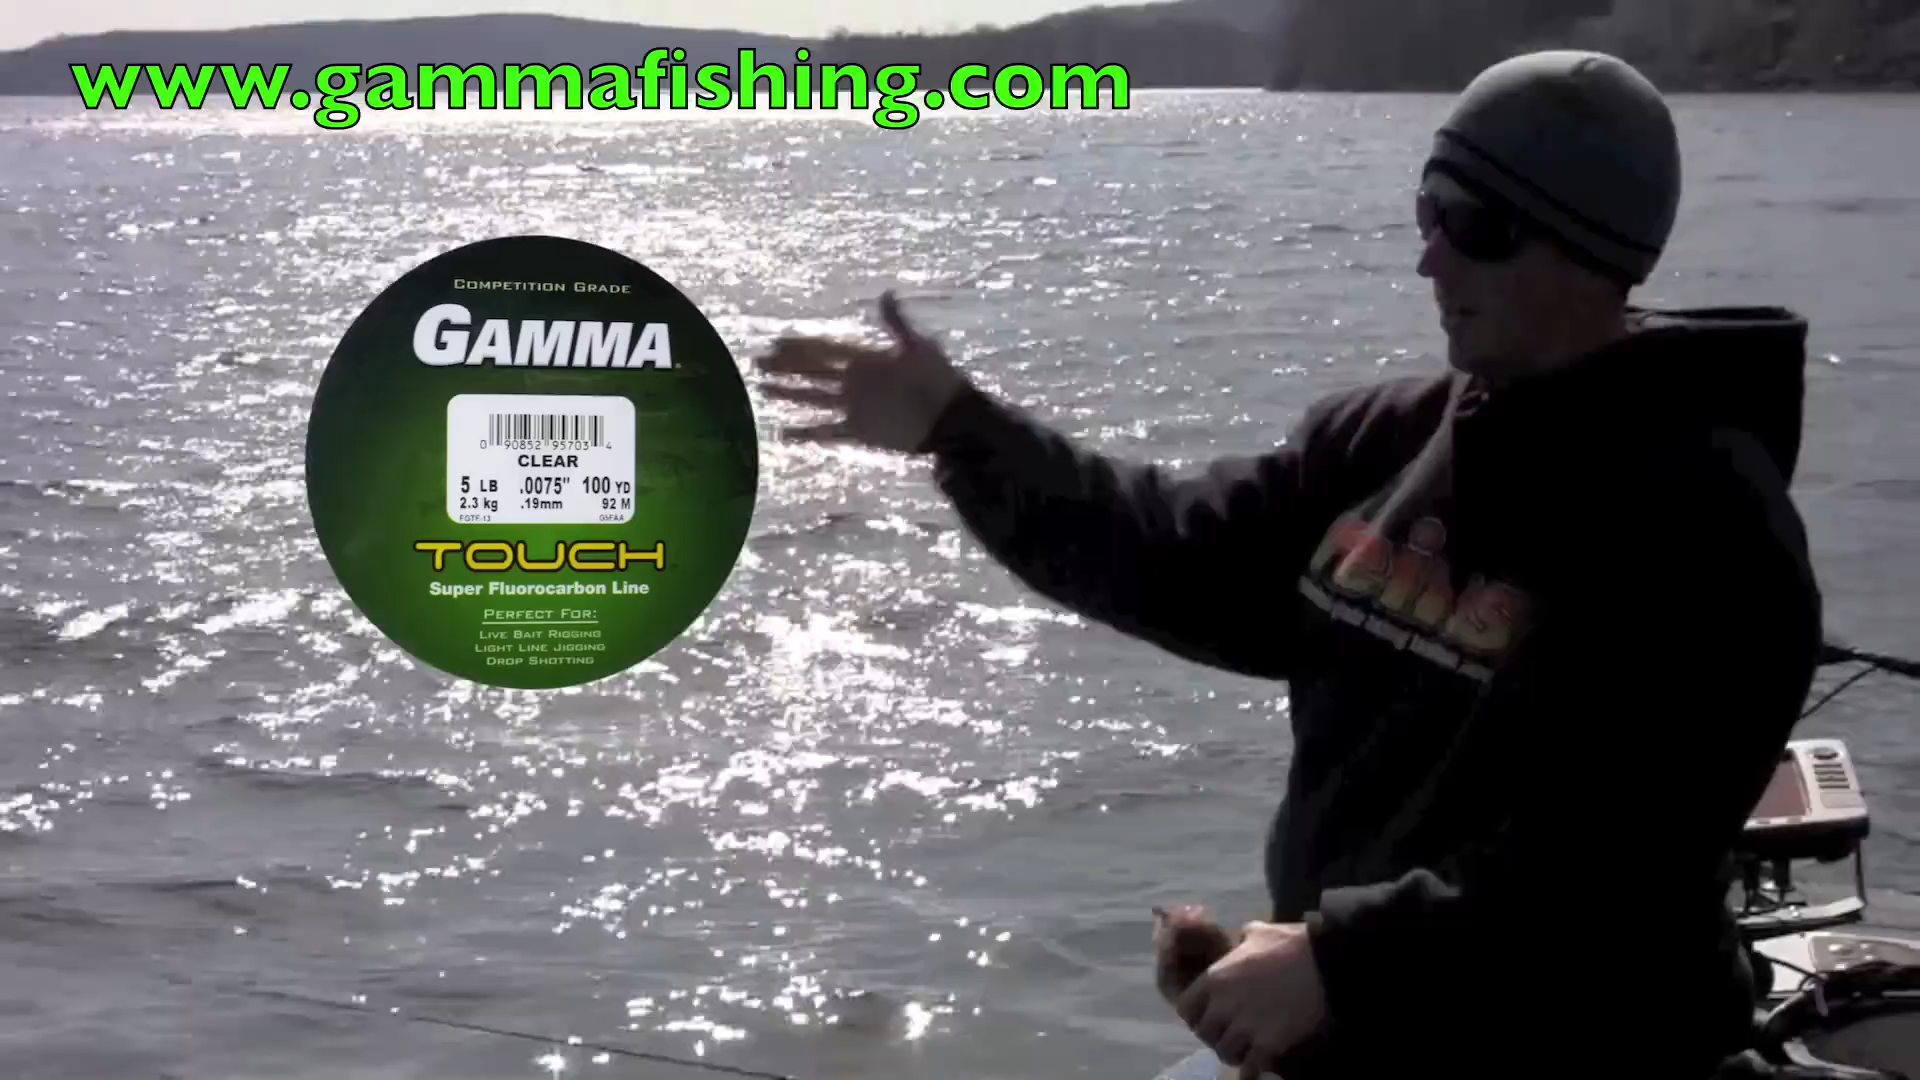 www.gammafishing.com
COMPETITION GRADE
GAMMA
0 90852 95703 4
CLEAR
5 LB .0075" 100 YD
2.3 kg .19mm 92 M
TOUCH
Super Fluorocarbon Line
PERFECT FOR:
LIVE BAIT RIGGING
LIGHT LINE JIGGING
DROP SHOTTING